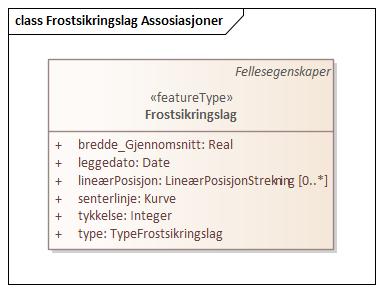 class Frostsikringslag Assosiasjoner
Fellesegenskaper
«featureType»
Frostsikringslag
+ bredde_Gjennomsnitt: Real
+ leggedato: Date
+ lineærPosisjon: LineærPosisjonStrekning [0..*]
+ senterlinje: Kurve
+ tykkelse: Integer
+ type: TypeFrostsikringslag